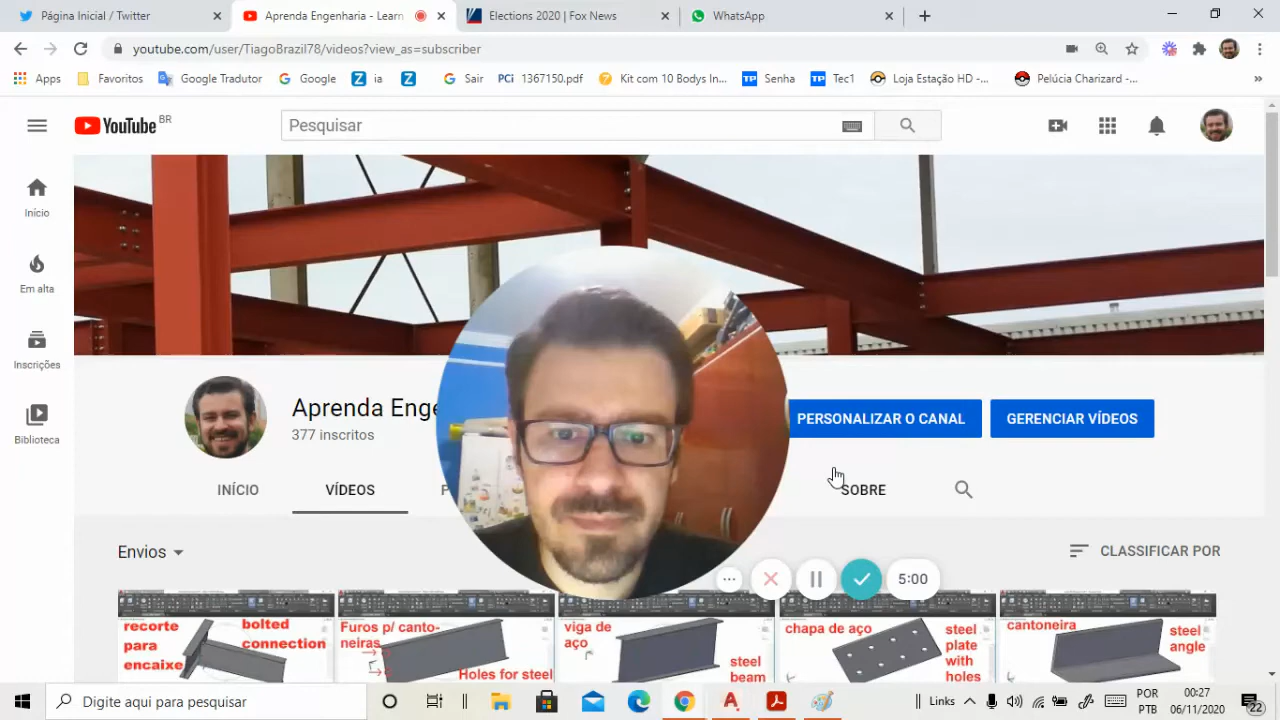 Página Inicial / Twitter
Aprenda Engenharia - Learn
Elections 2020 | Fox News
WhatsApp
youtube.com/user/TiagoBrazil78/videos?view_as=subscriber
Apps
Favoritos
Google Tradutor
Google
ia
Sair
PCi 1367150.pdf
Kit com 10 Bodys In...
TP Senha
TP Tec1
Loja Estação HD -...
Pelúcia Charizard -...
YouTube BR
Pesquisar
Início
Em alta
Inscrições
Biblioteca
Aprenda Enge
377 inscritos
PERSONALIZAR O CANAL
GERENCIAR VÍDEOS
INÍCIO
VÍDEOS
P
SOBRE
Envios
CLASSIFICAR POR
5:00
recorte
para
encaixe
bolted
connection
Furos p/ canto-
neiras
Holes for steel
viga de
aço
steel
beam
chapa de aço
steel
plate
with
holes
cantoneira
steel
angle
Digite aqui para pesquisar
Links
POR
PTB
00:27
06/11/2020
22